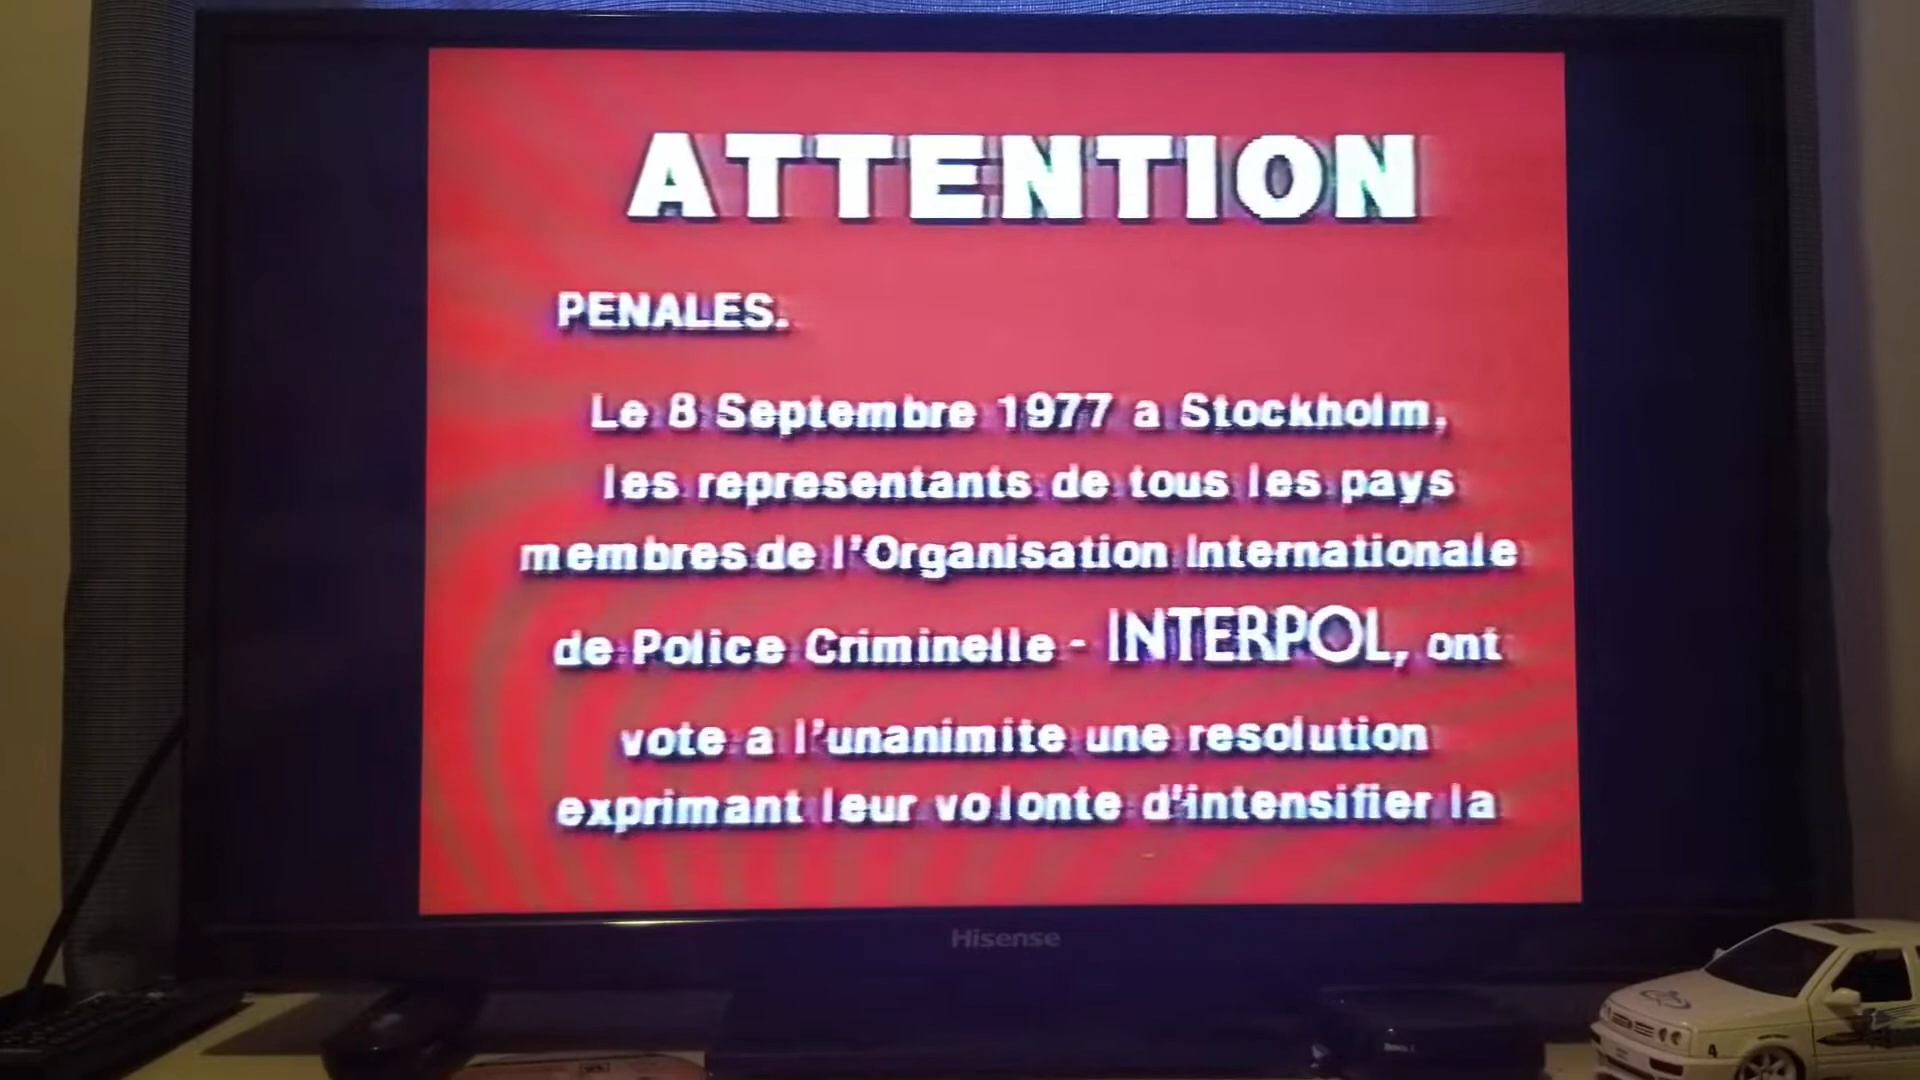 ATTENTION
PENALES.
Le 8 Septembre 1977 a Stockholm,
les representants de tous les pays
membres de l'Organisation Internationale
de Police Criminelle - INTERPOL, ont
vote a l'unanimite une resolution
exprimant leur volonte d'intensifier la
Hisense
4